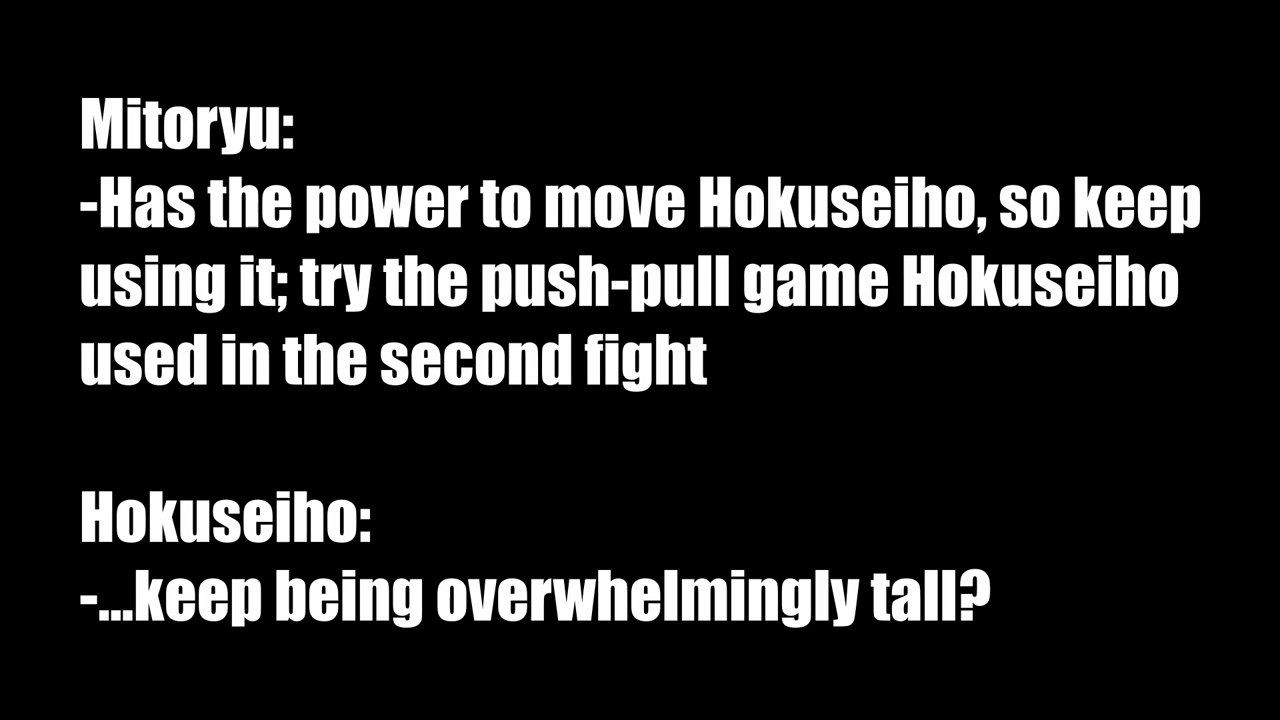 Mitoryu:
-Has the power to move Hokuseiho, so keep
using it; try the push-pull game Hokuseiho
used in the second fight
Hokuseiho:
-...keep being overwhelmingly tall?